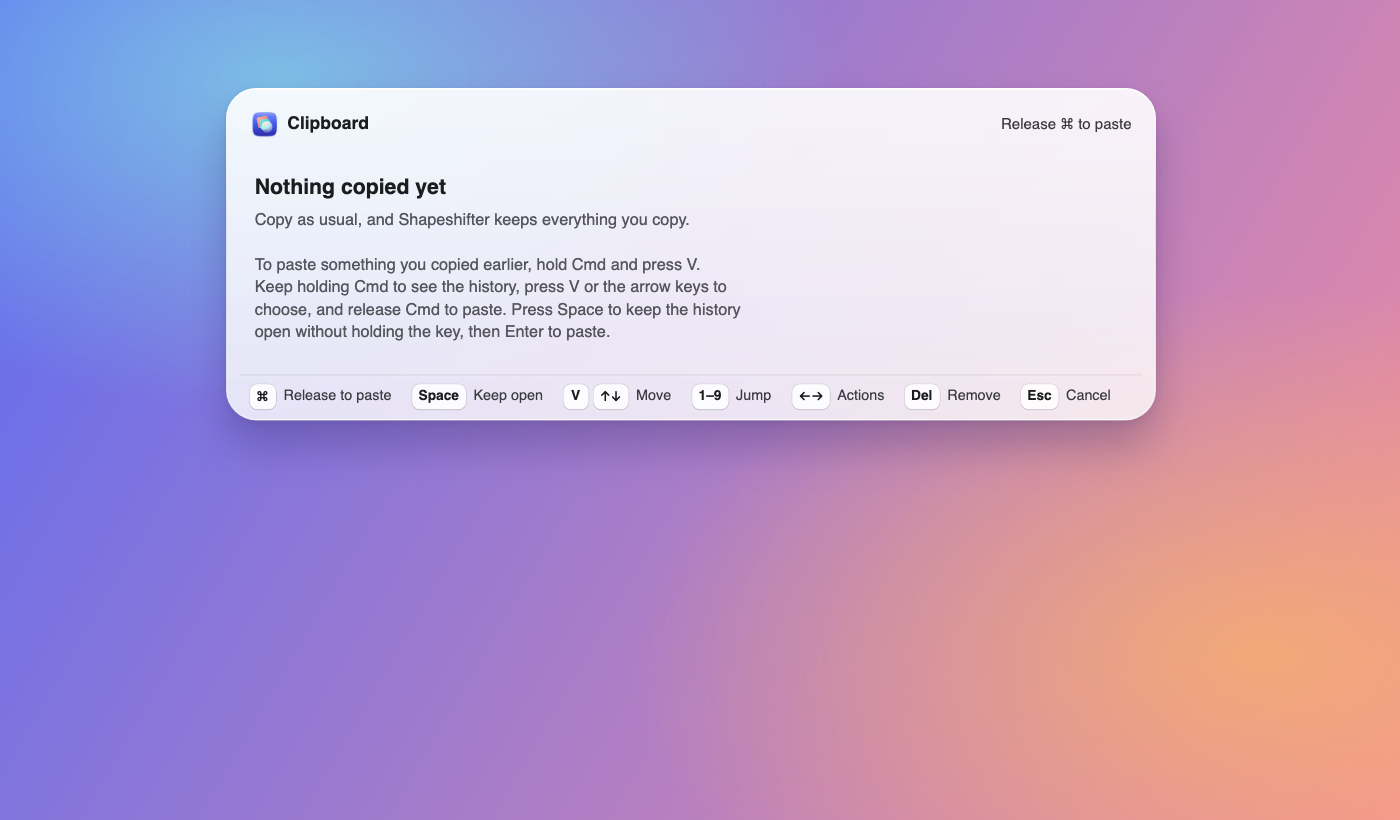 Clipboard
Release ⌘ to paste
Nothing copied yet
Copy as usual, and Shapeshifter keeps everything you copy.
To paste something you copied earlier, hold Cmd and press V.
Keep holding Cmd to see the history, press V or the arrow keys to
choose, and release Cmd to paste. Press Space to keep the history
open without holding the key, then Enter to paste.
⌘ Release to paste Space Keep open V ↑↓ Move 1–9 Jump ←→ Actions Del Remove Esc Cancel